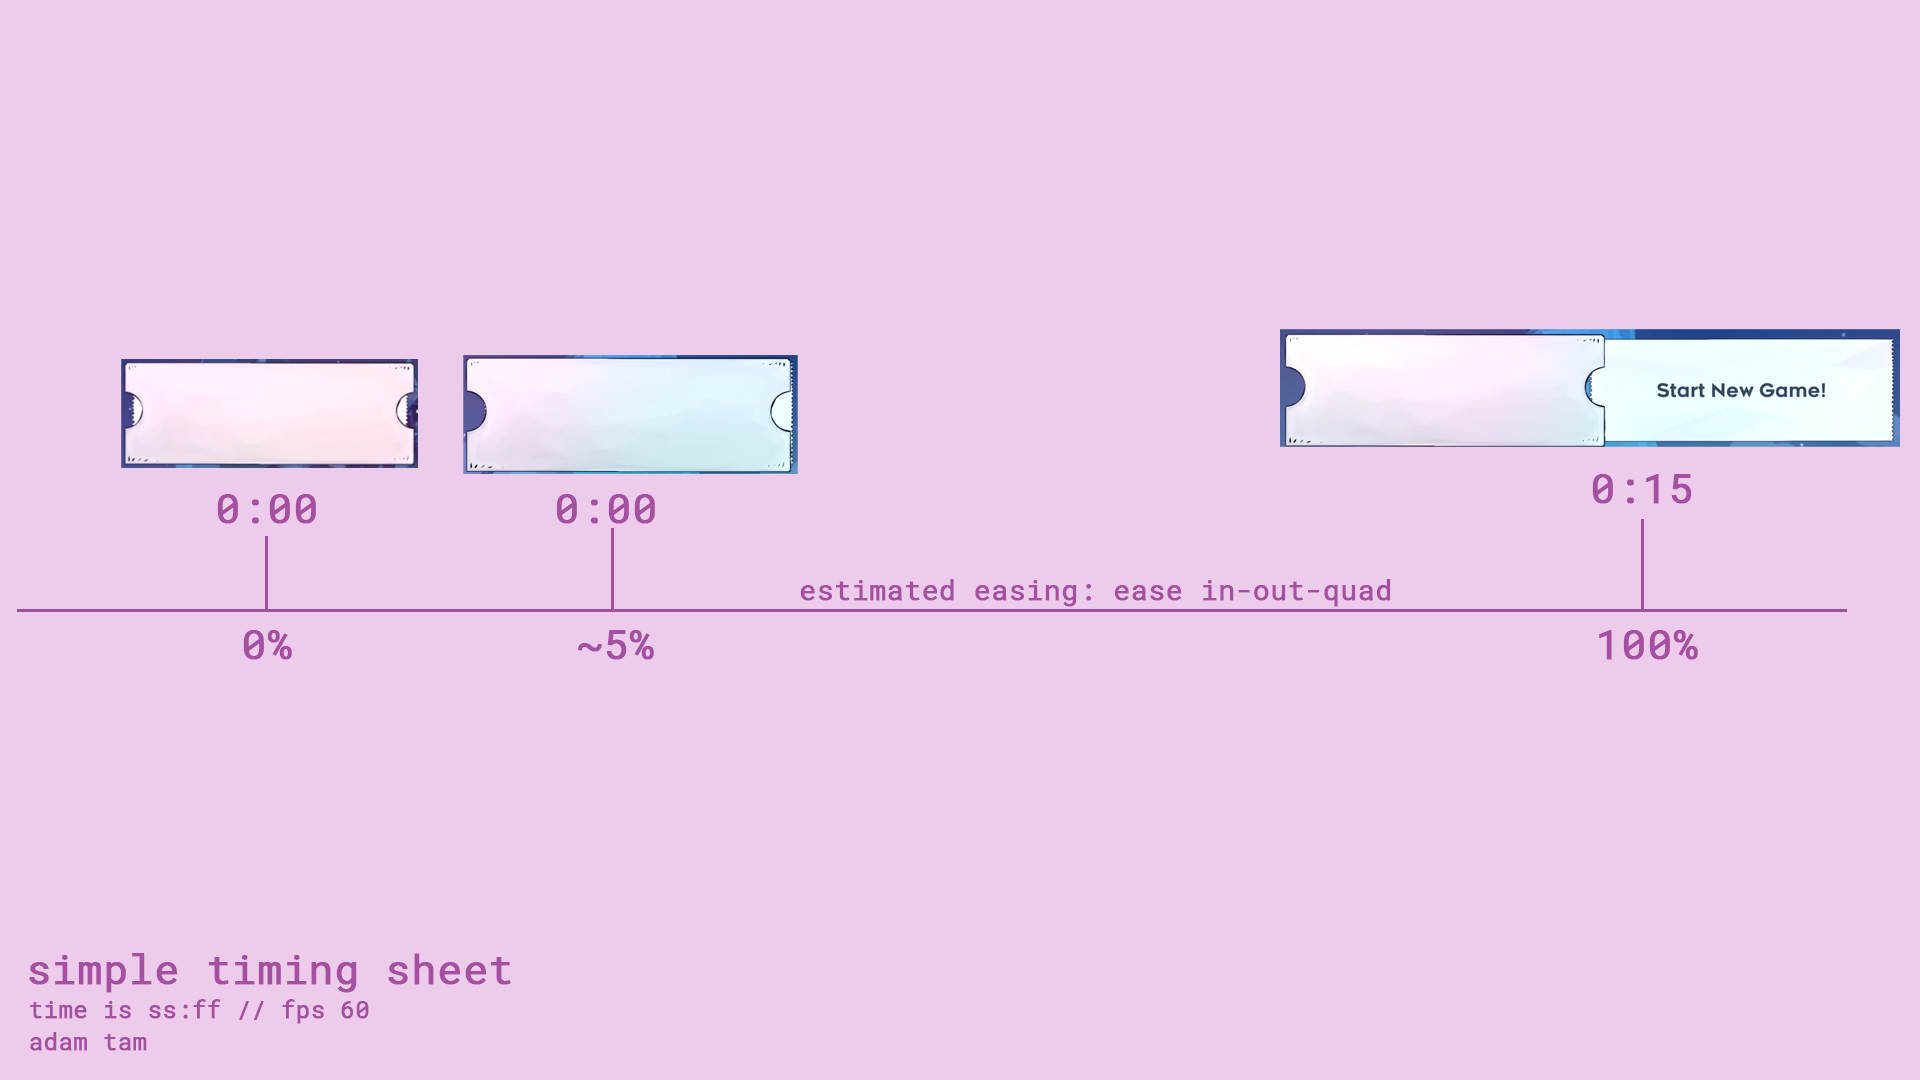 Start New Game!
0:00
0:00
0:15
estimated easing: ease in-out-quad
0%
~5%
100%
simple timing sheet
time is ss:ff // fps 60
adam tam